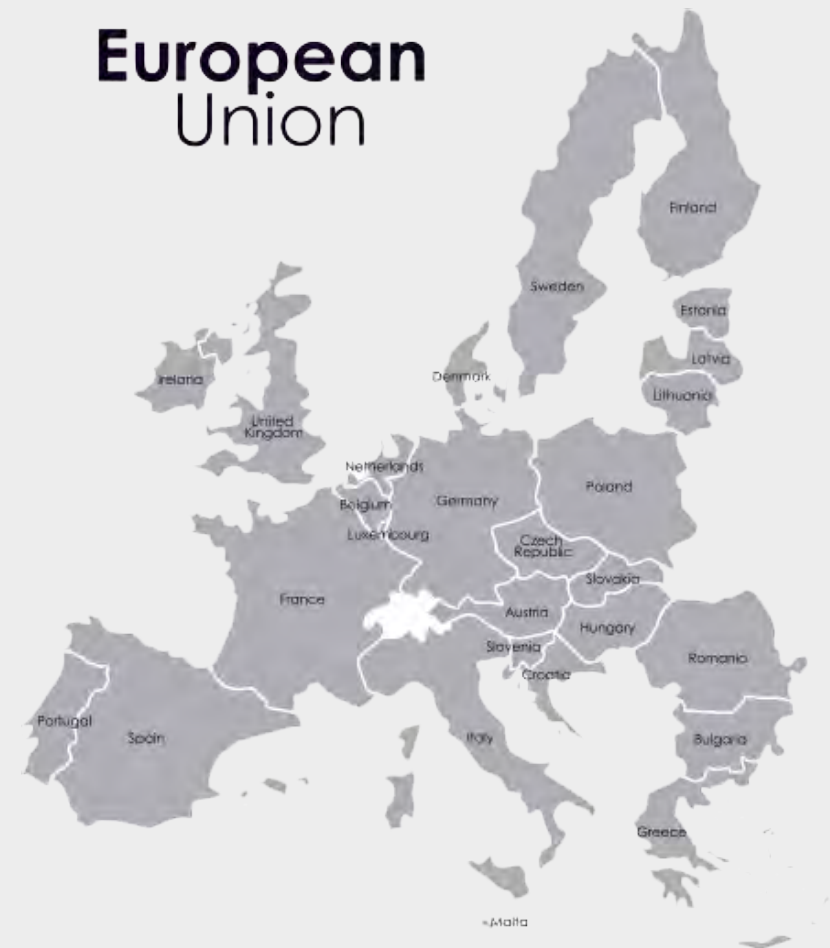 European
Union
Finland
Sweden
Estonia
Latvia
Lithuania
Denmark
Ireland
United
Kingdom
Netherlands
Belgium
Luxembourg
Germany
Poland
Czech
Republic
Slovakia
France
Austria
Hungary
Slovenia
Croatia
Romania
Portugal
Spain
Italy
Bulgaria
Greece
Malta